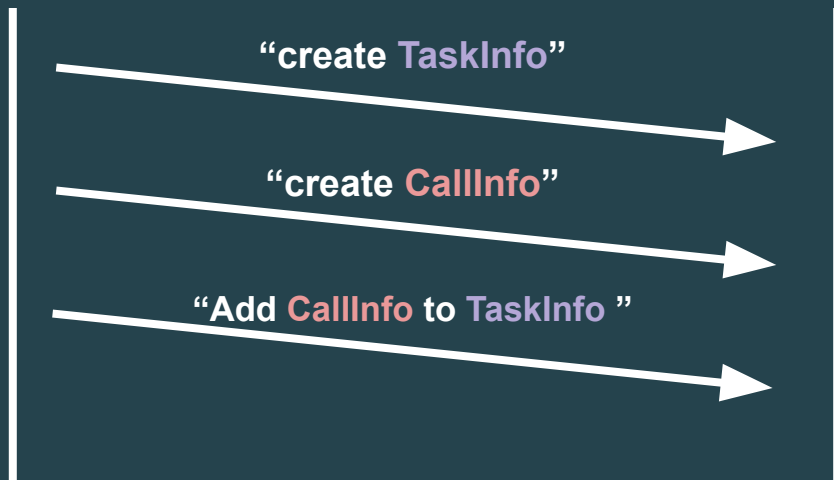 “create TaskInfo”
“create CallInfo”
“Add CallInfo to TaskInfo ”